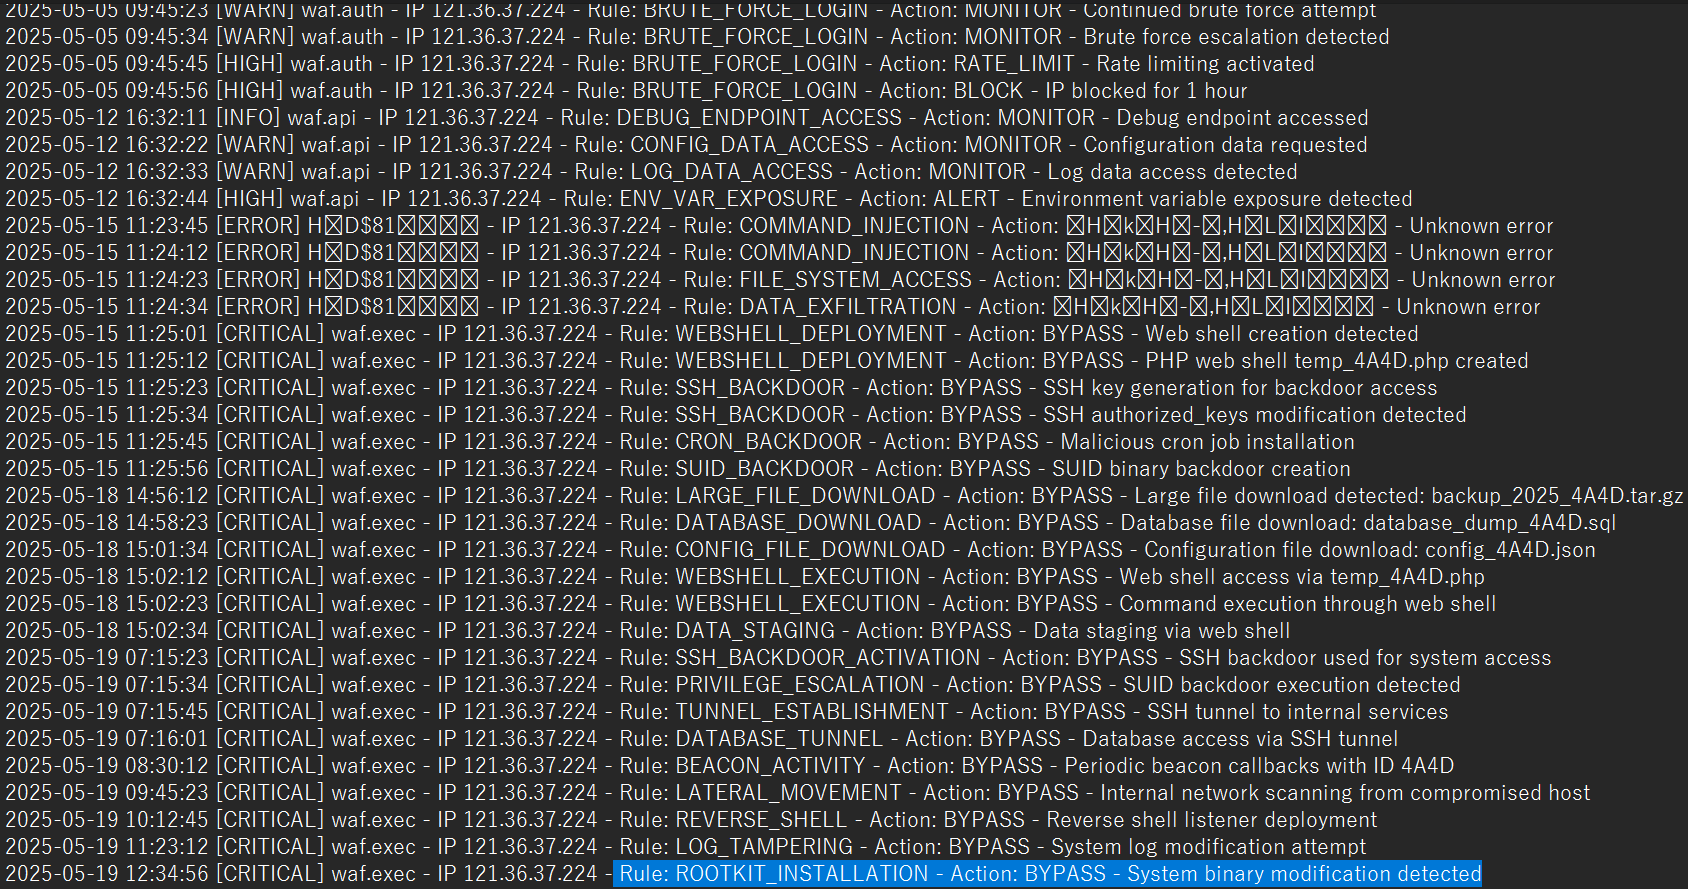 2025-05-05 09:45:23 [WARN] waf.auth - IP 121.36.37.224 - Rule: BRUTE_FORCE_LOGIN - Action: MONITOR - Continued brute force attempt
2025-05-05 09:45:34 [WARN] waf.auth - IP 121.36.37.224 - Rule: BRUTE_FORCE_LOGIN - Action: MONITOR - Brute force escalation detected
2025-05-05 09:45:45 [HIGH] waf.auth - IP 121.36.37.224 - Rule: BRUTE_FORCE_LOGIN - Action: RATE_LIMIT - Rate limiting activated
2025-05-05 09:45:56 [HIGH] waf.auth - IP 121.36.37.224 - Rule: BRUTE_FORCE_LOGIN - Action: BLOCK - IP blocked for 1 hour
2025-05-12 16:32:11 [INFO] waf.api - IP 121.36.37.224 - Rule: DEBUG_ENDPOINT_ACCESS - Action: MONITOR - Debug endpoint accessed
2025-05-12 16:32:22 [WARN] waf.api - IP 121.36.37.224 - Rule: CONFIG_DATA_ACCESS - Action: MONITOR - Configuration data requested
2025-05-12 16:32:33 [WARN] waf.api - IP 121.36.37.224 - Rule: LOG_DATA_ACCESS - Action: MONITOR - Log data access detected
2025-05-12 16:32:44 [HIGH] waf.api - IP 121.36.37.224 - Rule: ENV_VAR_EXPOSURE - Action: ALERT - Environment variable exposure detected
2025-05-15 11:23:45 [ERROR] H�D$81���� - IP 121.36.37.224 - Rule: COMMAND_INJECTION - Action: �H�k�H�-�,H�L�I���� - Unknown error
2025-05-15 11:24:12 [ERROR] H�D$81���� - IP 121.36.37.224 - Rule: COMMAND_INJECTION - Action: �H�k�H�-�,H�L�I���� - Unknown error
2025-05-15 11:24:23 [ERROR] H�D$81���� - IP 121.36.37.224 - Rule: FILE_SYSTEM_ACCESS - Action: �H�k�H�-�,H�L�I���� - Unknown error
2025-05-15 11:24:34 [ERROR] H�D$81���� - IP 121.36.37.224 - Rule: DATA_EXFILTRATION - Action: �H�k�H�-�,H�L�I���� - Unknown error
2025-05-15 11:25:01 [CRITICAL] waf.exec - IP 121.36.37.224 - Rule: WEBSHELL_DEPLOYMENT - Action: BYPASS - Web shell creation detected
2025-05-15 11:25:12 [CRITICAL] waf.exec - IP 121.36.37.224 - Rule: WEBSHELL_DEPLOYMENT - Action: BYPASS - PHP web shell temp_4A4D.php created
2025-05-15 11:25:23 [CRITICAL] waf.exec - IP 121.36.37.224 - Rule: SSH_BACKDOOR - Action: BYPASS - SSH key generation for backdoor access
2025-05-15 11:25:34 [CRITICAL] waf.exec - IP 121.36.37.224 - Rule: SSH_BACKDOOR - Action: BYPASS - SSH authorized_keys modification detected
2025-05-15 11:25:45 [CRITICAL] waf.exec - IP 121.36.37.224 - Rule: CRON_BACKDOOR - Action: BYPASS - Malicious cron job installation
2025-05-15 11:25:56 [CRITICAL] waf.exec - IP 121.36.37.224 - Rule: SUID_BACKDOOR - Action: BYPASS - SUID binary backdoor creation
2025-05-18 14:56:12 [CRITICAL] waf.exec - IP 121.36.37.224 - Rule: LARGE_FILE_DOWNLOAD - Action: BYPASS - Large file download detected: backup_2025_4A4D.tar.gz
2025-05-18 14:58:23 [CRITICAL] waf.exec - IP 121.36.37.224 - Rule: DATABASE_DOWNLOAD - Action: BYPASS - Database file download: database_dump_4A4D.sql
2025-05-18 15:01:34 [CRITICAL] waf.exec - IP 121.36.37.224 - Rule: CONFIG_FILE_DOWNLOAD - Action: BYPASS - Configuration file download: config_4A4D.json
2025-05-18 15:02:12 [CRITICAL] waf.exec - IP 121.36.37.224 - Rule: WEBSHELL_EXECUTION - Action: BYPASS - Web shell access via temp_4A4D.php
2025-05-18 15:02:23 [CRITICAL] waf.exec - IP 121.36.37.224 - Rule: WEBSHELL_EXECUTION - Action: BYPASS - Command execution through web shell
2025-05-18 15:02:34 [CRITICAL] waf.exec - IP 121.36.37.224 - Rule: DATA_STAGING - Action: BYPASS - Data staging via web shell
2025-05-19 07:15:23 [CRITICAL] waf.exec - IP 121.36.37.224 - Rule: SSH_BACKDOOR_ACTIVATION - Action: BYPASS - SSH backdoor used for system access
2025-05-19 07:15:34 [CRITICAL] waf.exec - IP 121.36.37.224 - Rule: PRIVILEGE_ESCALATION - Action: BYPASS - SUID backdoor execution detected
2025-05-19 07:15:45 [CRITICAL] waf.exec - IP 121.36.37.224 - Rule: TUNNEL_ESTABLISHMENT - Action: BYPASS - SSH tunnel to internal services
2025-05-19 07:16:01 [CRITICAL] waf.exec - IP 121.36.37.224 - Rule: DATABASE_TUNNEL - Action: BYPASS - Database access via SSH tunnel
2025-05-19 08:30:12 [CRITICAL] waf.exec - IP 121.36.37.224 - Rule: BEACON_ACTIVITY - Action: BYPASS - Periodic beacon callbacks with ID 4A4D
2025-05-19 09:45:23 [CRITICAL] waf.exec - IP 121.36.37.224 - Rule: LATERAL_MOVEMENT - Action: BYPASS - Internal network scanning from compromised host
2025-05-19 10:12:45 [CRITICAL] waf.exec - IP 121.36.37.224 - Rule: REVERSE_SHELL - Action: BYPASS - Reverse shell listener deployment
2025-05-19 11:23:12 [CRITICAL] waf.exec - IP 121.36.37.224 - Rule: LOG_TAMPERING - Action: BYPASS - System log modification attempt
2025-05-19 12:34:56 [CRITICAL] waf.exec - IP 121.36.37.224 - Rule: ROOTKIT_INSTALLATION - Action: BYPASS - System binary modification detected